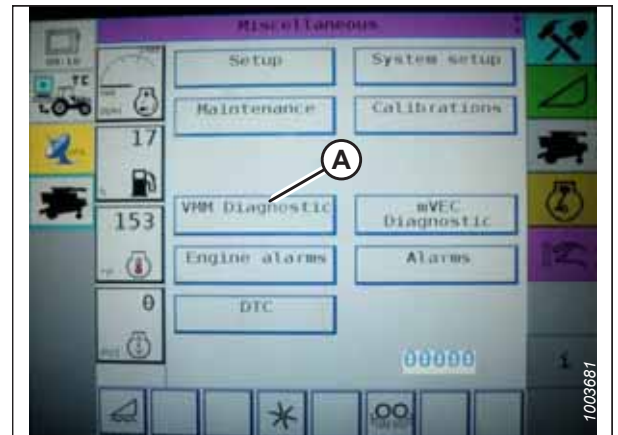 Miscellaneous
Setup
System setup
TC
Maintenance
Calibrations
17
A
VMM Diagnostic
mVEC
Diagnostic
153
Engine alarms
Alarms
0
DTC
00000
1003681